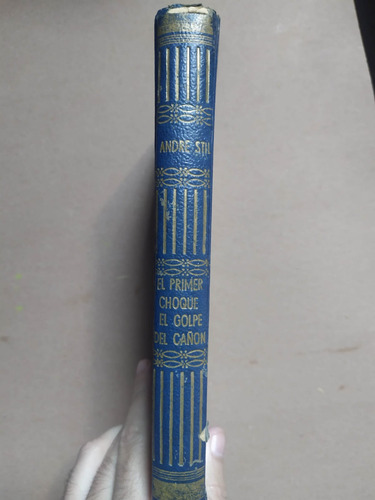 ANDRE STIL
EL PRIMER
CHOQUE
EL GOLPE
DEL CAÑON